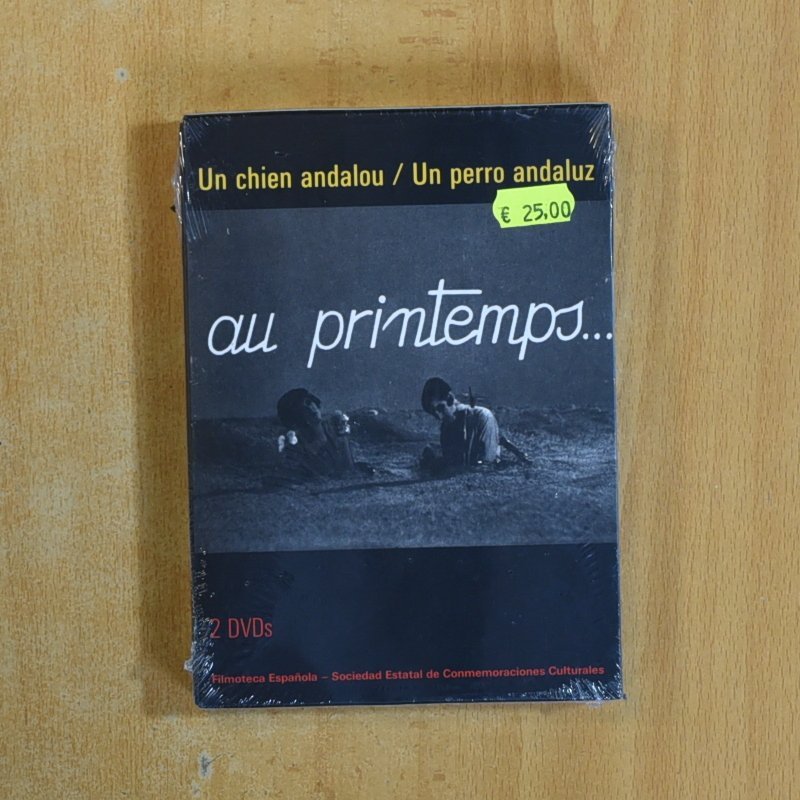 Un chien andalou / Un perro andaluz
€ 25,00
au printemps...
2 DVDs
Filmoteca Española – Sociedad Estatal de Conmemoraciones Culturales